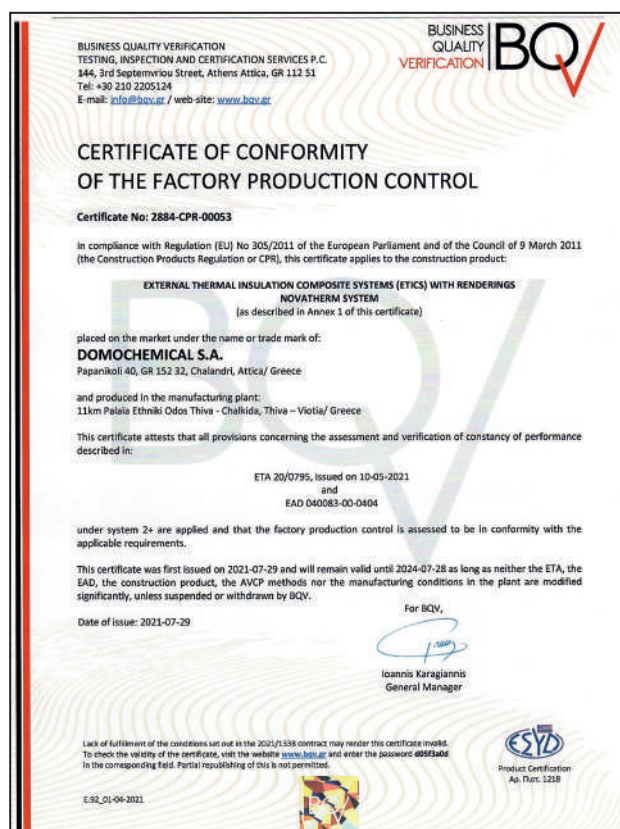 BUSINESS QUALITY VERIFICATION
TESTING, INSPECTION AND CERTIFICATION SERVICES P.C.
144, 3rd Septemvriou Street, Athens Attica, GR 112 51
Tel: +30 210 2205124
E-mail: info@bqv.gr / web-site: www.bqv.gr
BUSINESS
QUALITY
VERIFICATION
BQV
CERTIFICATE OF CONFORMITY
OF THE FACTORY PRODUCTION CONTROL
Certificate No: 2884-CPR-00053
In compliance with Regulation (EU) No 305/2011 of the European Parliament and of the Council of 9 March 2011
(the Construction Products Regulation or CPR), this certificate applies to the construction product:
EXTERNAL THERMAL INSULATION COMPOSITE SYSTEMS (ETICS) WITH RENDERINGS
NOVATHERM SYSTEM
(as described in Annex 1 of this certificate)
placed on the market under the name or trade mark of:
DOMOCHEMICAL S.A.
Papanikoli 40, GR 152 32, Chalandri, Attica/ Greece
and produced in the manufacturing plant:
11km Palaia Ethniki Odos Thiva - Chalkida, Thiva – Viotia/ Greece
This certificate attests that all provisions concerning the assessment and verification of constancy of performance
described in:
ETA 20/0795, issued on 10-05-2021
and
EAD 040083-00-0404
under system 2+ are applied and that the factory production control is assessed to be in conformity with the
applicable requirements.
This certificate was first issued on 2021-07-29 and will remain valid until 2024-07-28 as long as neither the ETA, the
EAD, the construction product, the AVCP methods nor the manufacturing conditions in the plant are modified
significantly, unless suspended or withdrawn by BQV.
For BQV,
Date of issue: 2021-07-29
Ioannis Karagiannis
General Manager
Lack of fulfilment of the conditions set out in the 2021/1338 contract may render this certificate invalid.
To check the validity of the certificate, visit the website www.bqv.gr and enter the password d05f3a0d
in the corresponding field. Partial republishing of this is not permitted.
ESYD
Product Certification
Αρ. Πιστ. 1218
E.92_01-04-2021
BQV